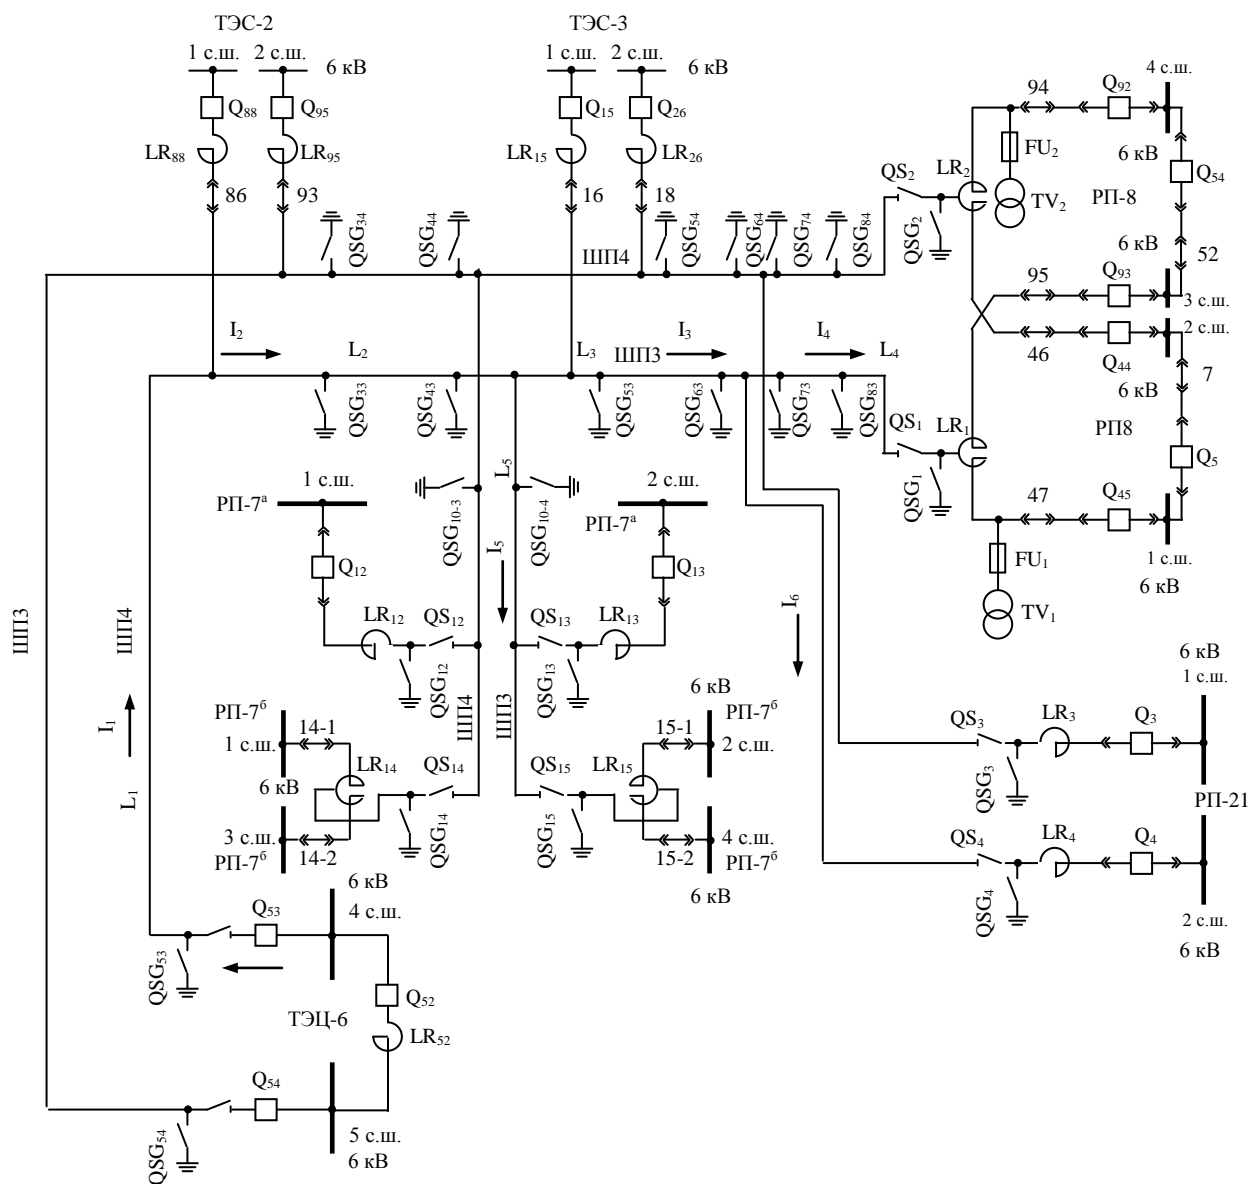 ТЭС-2
ТЭС-3
1 с.ш.
2 с.ш.
6 кВ
1 с.ш.
2 с.ш.
6 кВ
4 с.ш.
94
Q92
Q88
Q95
Q15
Q26
LR88
LR95
LR15
LR26
6 кВ
FU2
QS2
LR2
Q54
РП-8
TV2
86
93
16
18
QSG34
QSG44
QSG54
QSG64
QSG74
QSG84
QSG2
ШП4
6 кВ
52
95
Q93
3 с.ш.
2 с.ш.
46
Q44
6 кВ
7
I2
L2
L3
ШП3
I3
I4
L4
QSG33
QSG43
QSG53
QSG63
QSG73
QSG83
QS1
LR1
QSG1
РП8
Q5
47
Q45
1 с.ш.
6 кВ
FU1
TV1
L5
1 с.ш.
РП-7а
2 с.ш.
РП-7а
QSG10-3
QSG10-4
I5
Q12
Q13
LR12
QS12
QS13
LR13
QSG12
QSG13
I6
ШП3
ШП4
ШП4
ШП3
I1
L1
РП-7б
14-1
1 с.ш.
6 кВ
LR14
QS14
3 с.ш.
РП-7б
14-2
QSG14
6 кВ
РП-7б
15-1
2 с.ш.
QS15
LR15
QSG15
4 с.ш.
РП-7б
15-2
6 кВ
6 кВ
1 с.ш.
QS3
LR3
Q3
QSG3
РП-21
QS4
LR4
Q4
QSG4
2 с.ш.
6 кВ
6 кВ
4 с.ш.
Q53
QSG53
Q52
ТЭЦ-6
LR52
Q54
QSG54
5 с.ш.
6 кВ